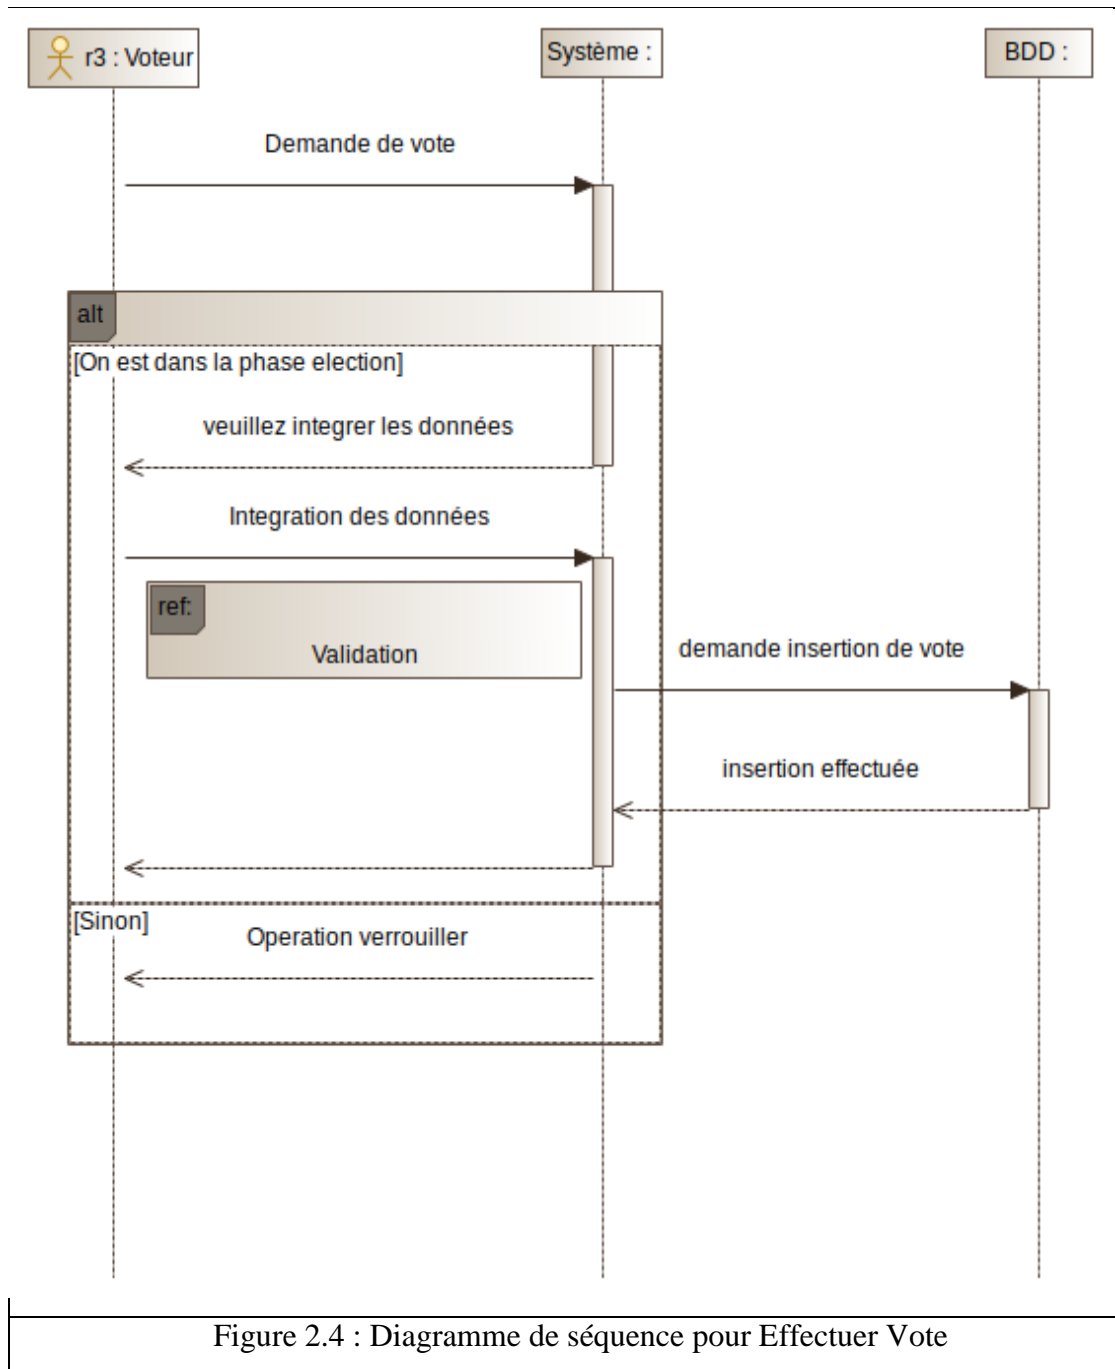 r3 : Voteur
Système :
BDD :
Demande de vote
alt
[On est dans la phase election]
veuillez integrer les données
Integration des données
ref:
Validation
demande insertion de vote
insertion effectuée
[Sinon]
Operation verrouiller
Figure 2.4 : Diagramme de séquence pour Effectuer Vote